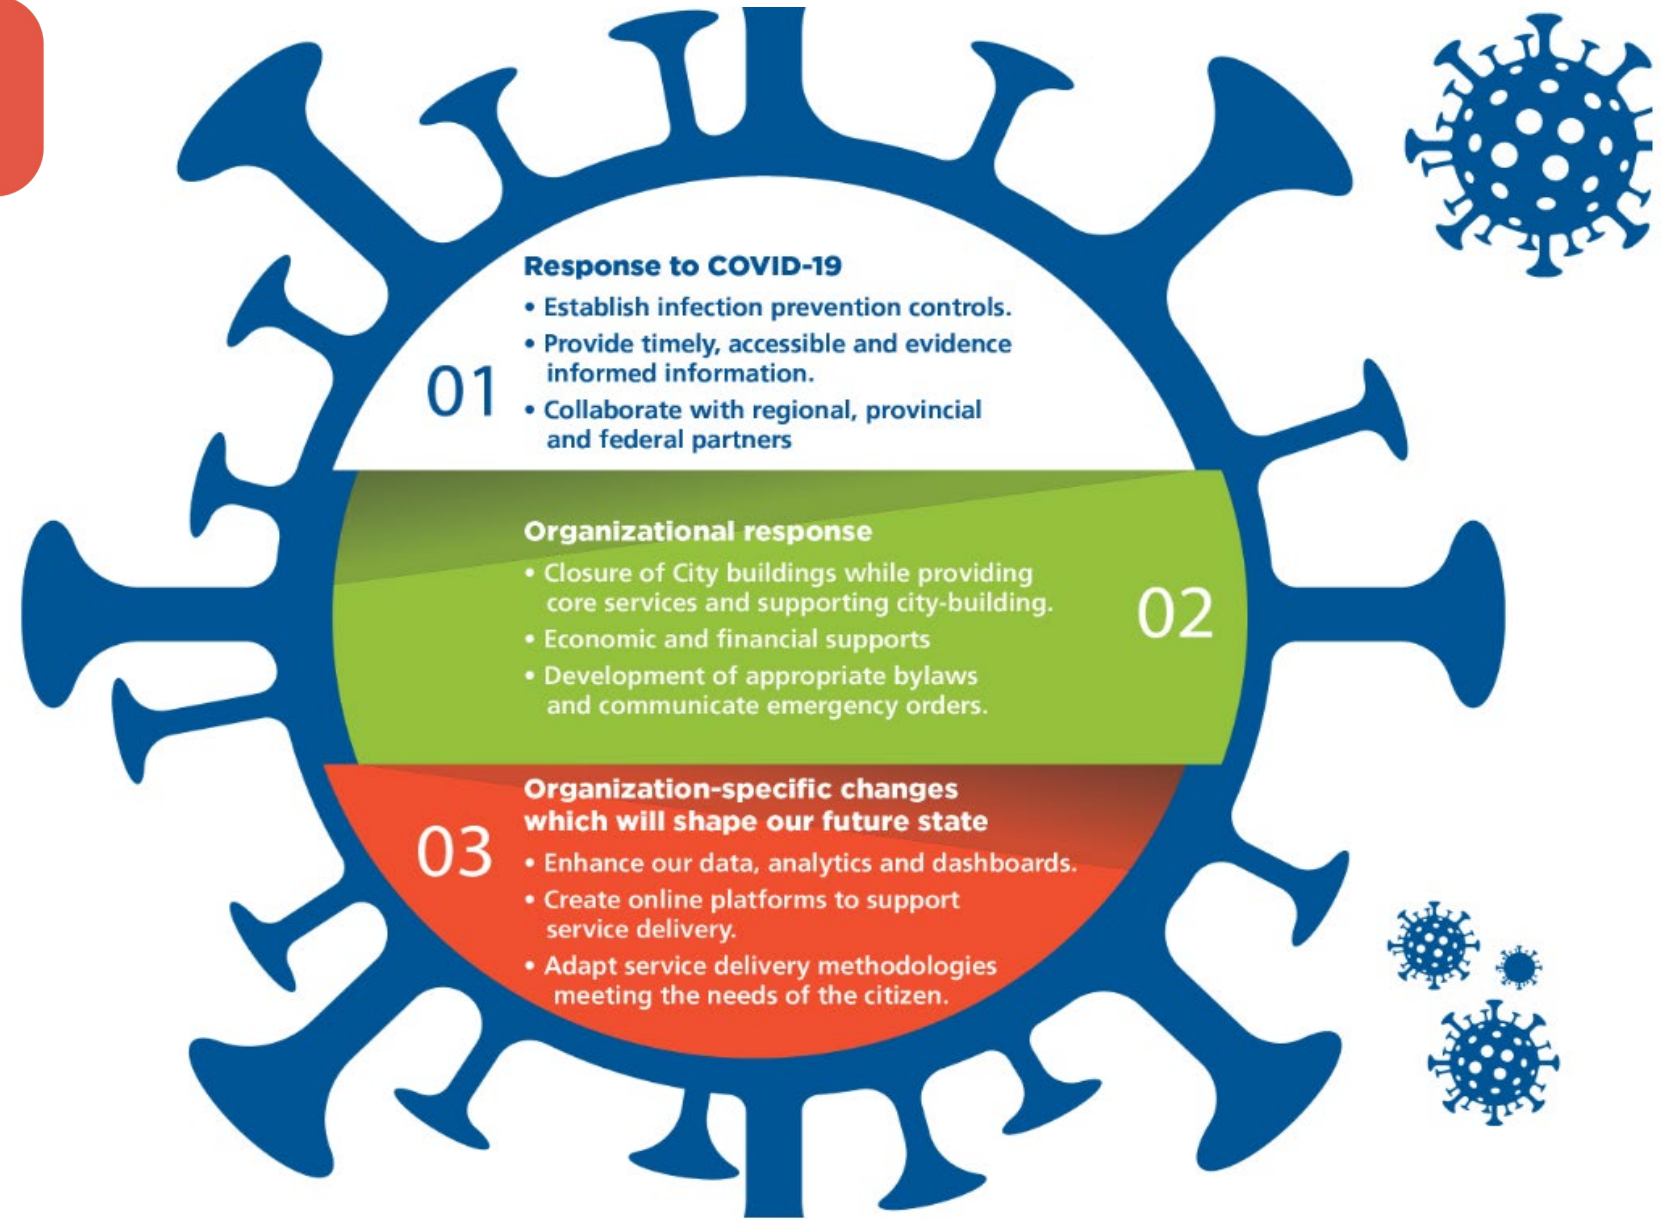 Response to COVID-19
• Establish infection prevention controls.
• Provide timely, accessible and evidence
informed information.
01
• Collaborate with regional, provincial
and federal partners
Organizational response
• Closure of City buildings while providing
core services and supporting city-building.
02
• Economic and financial supports
• Development of appropriate bylaws
and communicate emergency orders.
Organization-specific changes
which will shape our future state
03
• Enhance our data, analytics and dashboards.
• Create online platforms to support
service delivery.
• Adapt service delivery methodologies
meeting the needs of the citizen.